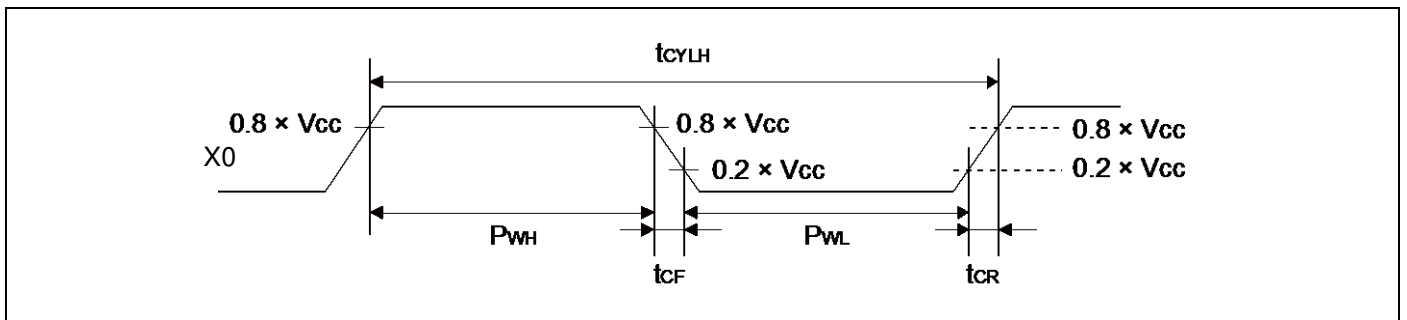 tCYLH
0.8 × Vcc
0.8 × Vcc
0.8 × Vcc
X0
0.2 × Vcc
0.2 × Vcc
PWH
PWL
tCF
tCR